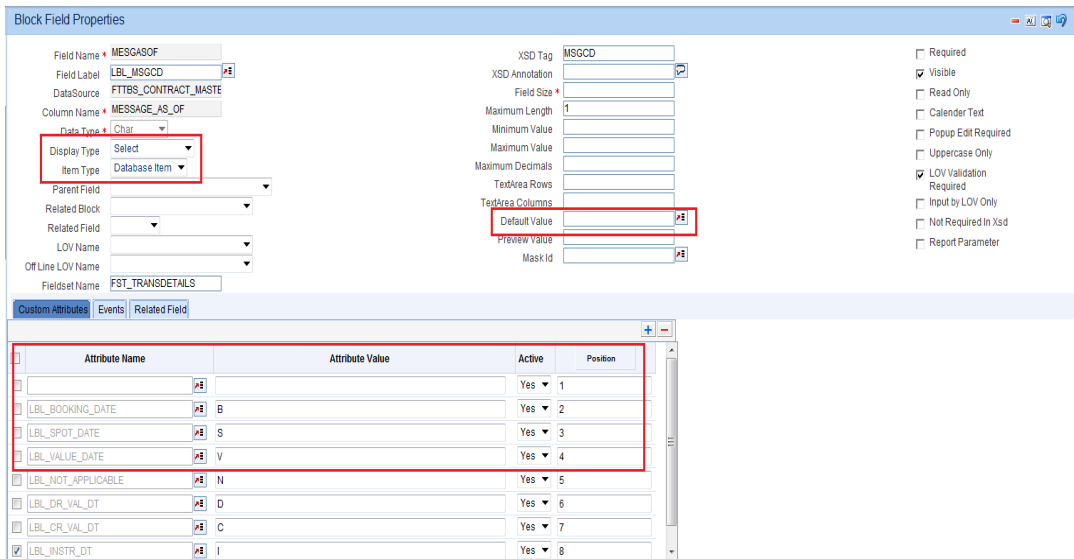 Block Field Properties
Field Name * MESGASOF
Field Label LBL_MSGCD
DataSource FTTBS_CONTRACT_MASTE
Column Name * MESSAGE_AS_OF
Data Type * Char
Display Type Select
Item Type Database Item
Parent Field
Related Block
Related Field
LOV Name
Off Line LOV Name
Fieldset Name FST_TRANSDETAILS
XSD Tag MSGCD
XSD Annotation
Field Size *
Maximum Length 1
Minimum Value
Maximum Value
Maximum Decimals
TextArea Rows
TextArea Columns
Default Value
Preview Value
Mask Id
Required
Visible
Read Only
Calender Text
Popup Edit Required
Uppercase Only
LOV Validation
Required
Input by LOV Only
Not Required In Xsd
Report Parameter
Custom Attributes Events Related Field
Attribute Name Attribute Value Active Position
Yes 1
LBL_BOOKING_DATE B Yes 2
LBL_SPOT_DATE S Yes 3
LBL_VALUE_DATE V Yes 4
LBL_NOT_APPLICABLE N Yes 5
LBL_DR_VAL_DT D Yes 6
LBL_CR_VAL_DT C Yes 7
LBL_INSTR_DT I Yes 8